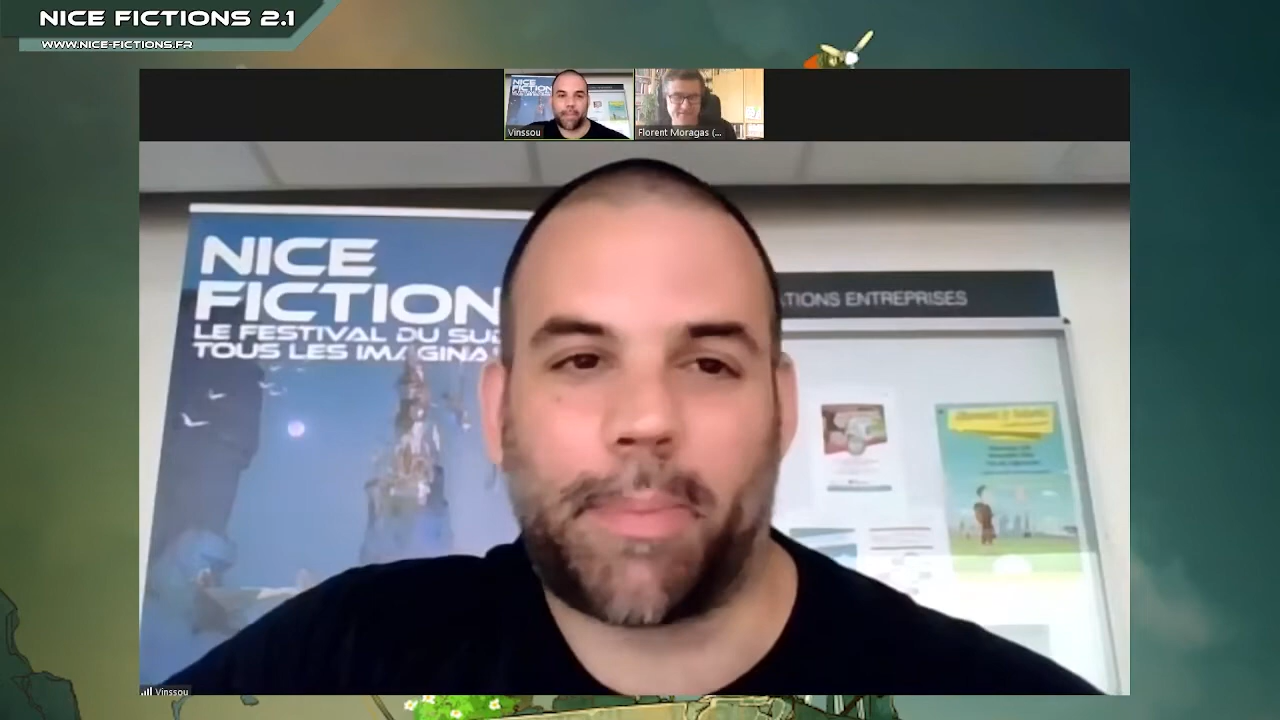 NICE FICTIONS 2.1
WWW.NICE-FICTIONS.FR
Vinssou
Florent Moragas (...
NICE
FICTION
LE FESTIVAL DU SUD
TOUS LES IMAGINA
ATIONS ENTREPRISES
Vinssou